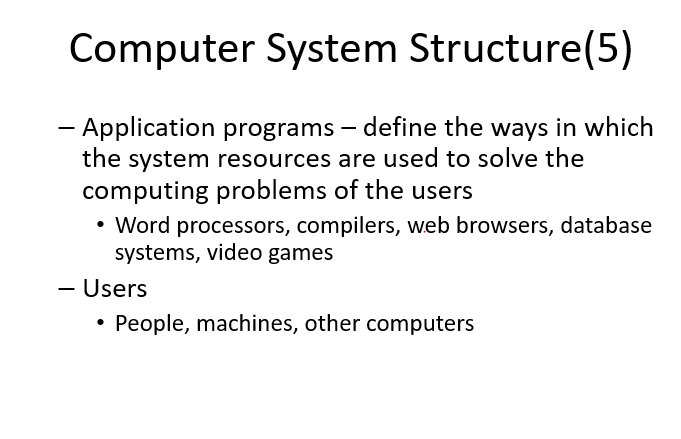 Computer System Structure(5)
– Application programs – define the ways in which
the system resources are used to solve the
computing problems of the users
• Word processors, compilers, web browsers, database
systems, video games
– Users
• People, machines, other computers